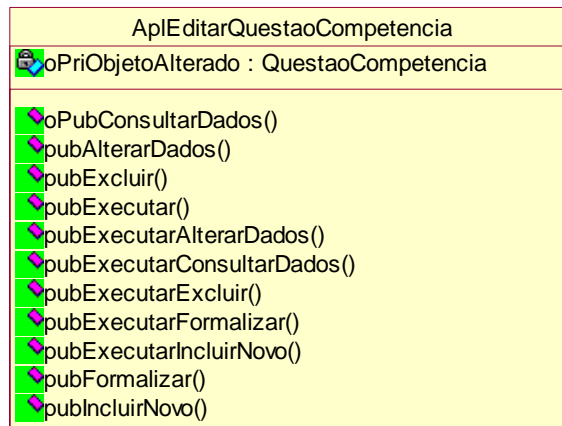 AplEditarQuestaoCompetencia
oPriObjetoAlterado : QuestaoCompetencia
oPubConsultarDados()
pubAlterarDados()
pubExcluir()
pubExecutar()
pubExecutarAlterarDados()
pubExecutarConsultarDados()
pubExecutarExcluir()
pubExecutarFormalizar()
pubExecutarIncluirNovo()
pubFormalizar()
pubIncluirNovo()